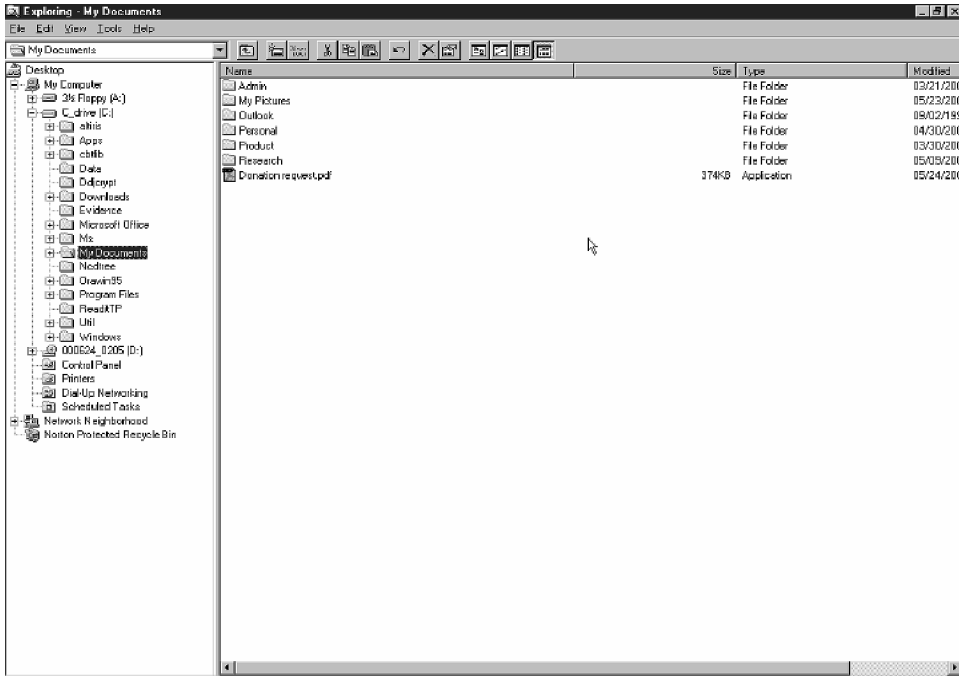 Exploring - My Documents
File Edit View Tools Help
My Documents
Desktop
My Computer
3½ Floppy (A:)
C_drive (C:)
altiris
Apps
cbtlib
Data
Ddjcrypt
Downloads
Evidence
Microsoft Office
Ms
My Documents
Ncdtree
Orawin95
Program Files
ReaditTP
Util
Windows
000624_0205 (D:)
Control Panel
Printers
Dial-Up Networking
Scheduled Tasks
Network Neighborhood
Norton Protected Recycle Bin
Name Size Type Modified
Admin File Folder 03/21/200
My Pictures File Folder 05/23/200
Outlook File Folder 09/02/199
Personal File Folder 04/30/200
Product File Folder 03/30/200
Research File Folder 05/09/200
Donation request.pdf 374KB Application 05/24/200